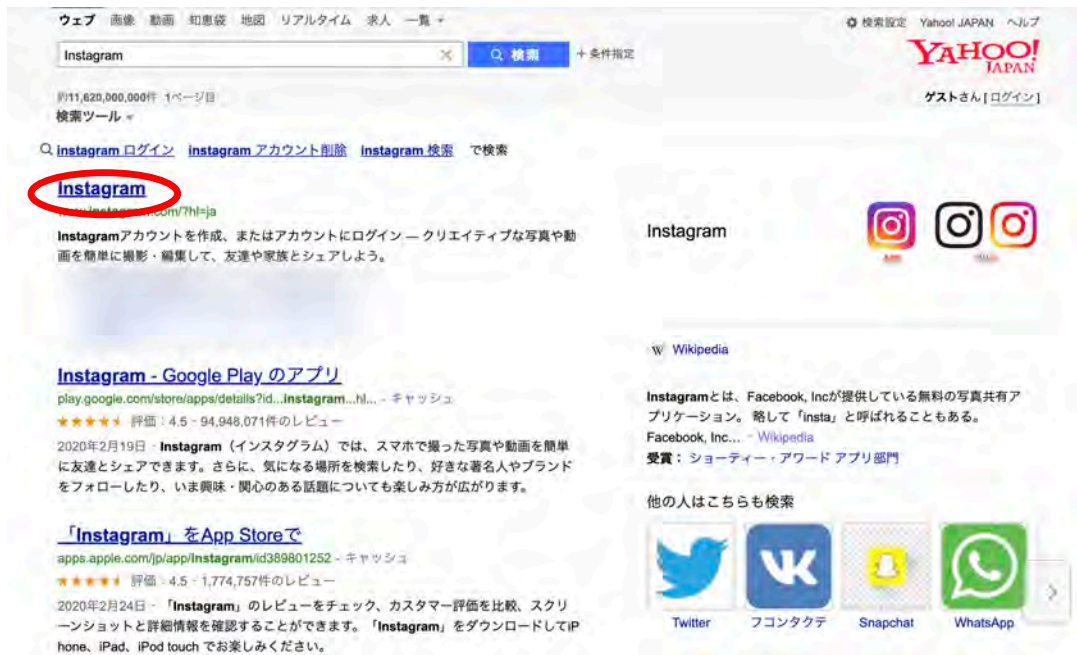 ウェブ 画像 動画 知恵袋 地図 リアルタイム 求人 一覧
検索設定 Yahoo! JAPAN ヘルプ
Instagram
検索
+条件指定
YAHOO!
JAPAN
約11,620,000,000件 1ページ目
ゲストさん [ ログイン ]
検索ツール
instagram ログイン instagram アカウント削除 instagram 検索 で検索
Instagram
www.instagram.com/?hl=ja
Instagramアカウントを作成、またはアカウントにログイン — クリエイティブな写真や動
画を簡単に撮影・編集して、友達や家族とシェアしよう。
Instagram - Google Play のアプリ
play.google.com/store/apps/details?id...instagram...hl... - キャッシュ
★★★★★ 評価：4.5 - 94,948,071件のレビュー
2020年2月19日 - Instagram（インスタグラム）では、スマホで撮った写真や動画を簡単
に友達とシェアできます。さらに、気になる場所を検索したり、好きな著名人やブランド
をフォローしたり、いま興味・関心のある話題についても楽しみ方が広がります。
「Instagram」をApp Storeで
apps.apple.com/jp/app/instagram/id389801252 - キャッシュ
★★★★★ 評価：4.5 - 1,774,757件のレビュー
2020年2月24日 - 「Instagram」のレビューをチェック、カスタマー評価を比較、スクリ
ーンショットと詳細情報を確認することができます。「Instagram」をダウンロードしてiP
hone、iPad、iPod touch でお楽しみください。
Instagram
W Wikipedia
Instagramとは、Facebook, Incが提供している無料の写真共有ア
プリケーション。 略して「insta」と呼ばれることもある。
Facebook, Inc... - Wikipedia
受賞： ショーティー・アワード アプリ部門
他の人はこちらも検索
Twitter フコンタクテ Snapchat WhatsApp